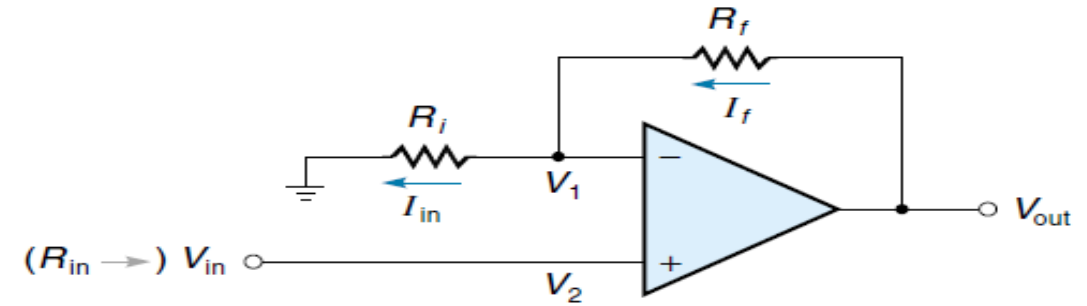 R_f
I_f
R_i
−
I_in
V_1
V_out
(R_in →) V_in
+
V_2